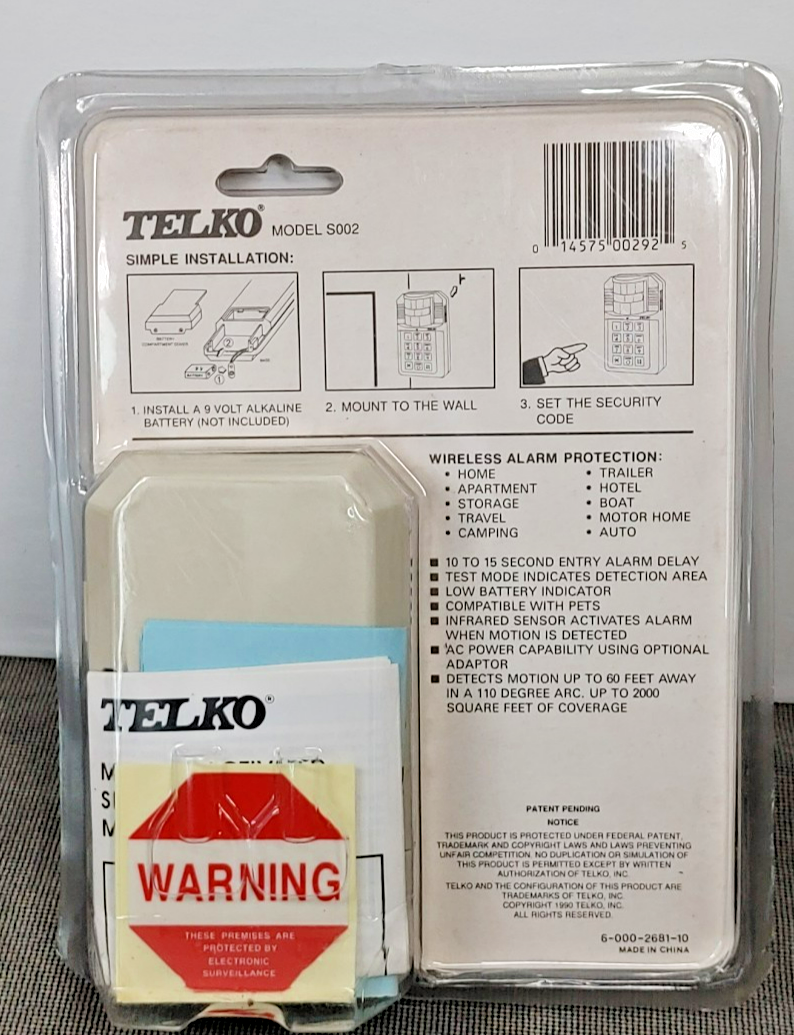 TELKO® MODEL S002
0 14575 00292 5
SIMPLE INSTALLATION:
BATTERY
COMPARTMENT COVER
BATTERY
1
2
1. INSTALL A 9 VOLT ALKALINE
BATTERY (NOT INCLUDED)
2. MOUNT TO THE WALL
3. SET THE SECURITY
CODE
WIRELESS ALARM PROTECTION:
• HOME
• APARTMENT
• STORAGE
• TRAVEL
• CAMPING
• TRAILER
• HOTEL
• BOAT
• MOTOR HOME
• AUTO
■ 10 TO 15 SECOND ENTRY ALARM DELAY
■ TEST MODE INDICATES DETECTION AREA
■ LOW BATTERY INDICATOR
■ COMPATIBLE WITH PETS
■ INFRARED SENSOR ACTIVATES ALARM
WHEN MOTION IS DETECTED
■ AC POWER CAPABILITY USING OPTIONAL
ADAPTOR
■ DETECTS MOTION UP TO 60 FEET AWAY
IN A 110 DEGREE ARC. UP TO 2000
SQUARE FEET OF COVERAGE
PATENT PENDING
NOTICE
THIS PRODUCT IS PROTECTED UNDER FEDERAL PATENT,
TRADEMARK AND COPYRIGHT LAWS AND LAWS PREVENTING
UNFAIR COMPETITION. NO DUPLICATION OR SIMULATION OF
THIS PRODUCT IS PERMITTED EXCEPT BY WRITTEN
AUTHORIZATION OF TELKO, INC.
TELKO AND THE CONFIGURATION OF THIS PRODUCT ARE
TRADEMARKS OF TELKO, INC.
COPYRIGHT 1990 TELKO, INC.
ALL RIGHTS RESERVED.
6-000-2681-10
MADE IN CHINA
TELKO®
WARNING
THESE PREMISES ARE
PROTECTED BY
ELECTRONIC
SURVEILLANCE